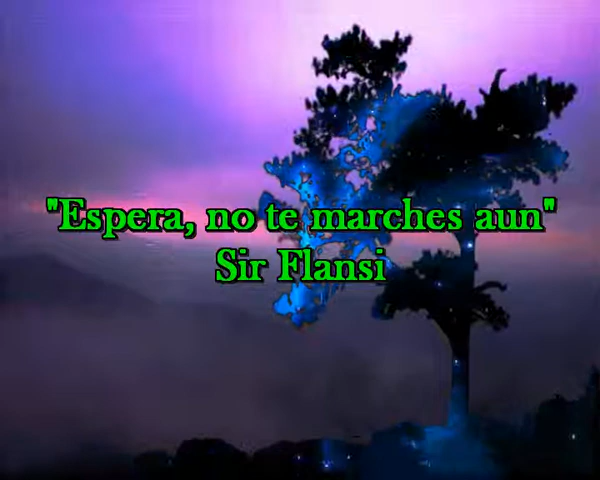 "Espera, no te marches aun"
Sir Flansi